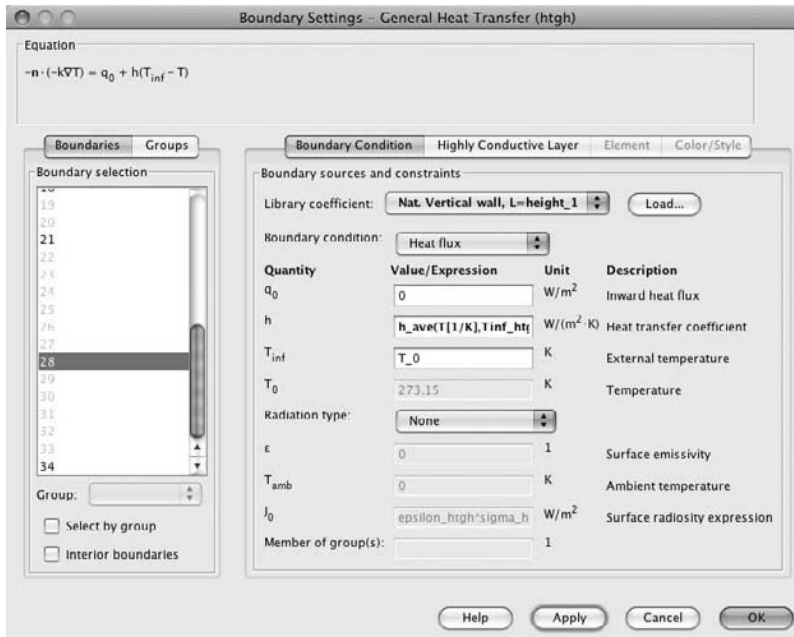 Boundary Settings – General Heat Transfer (htgh)
Equation
-n·(-k∇T) = q0 + h(Tinf - T)
Boundaries Groups
Boundary selection
19
20
21
22
23
24
25
26
27
28
29
30
31
32
33
34
Group:
Select by group
Interior boundaries
Boundary Condition Highly Conductive Layer Element Color/Style
Boundary sources and constraints
Library coefficient: Nat. Vertical wall, L=height_1 Load...
Boundary condition: Heat flux
Quantity Value/Expression Unit Description
q0 0 W/m2 Inward heat flux
h h_ave(T[1/K],Tinf_htg W/(m2·K) Heat transfer coefficient
Tinf T_0 K External temperature
T0 273.15 K Temperature
Radiation type: None
ε 0 1 Surface emissivity
Tamb 0 K Ambient temperature
J0 epsilon_htgh*sigma_h W/m2 Surface radiosity expression
Member of group(s): 1
Help Apply Cancel OK